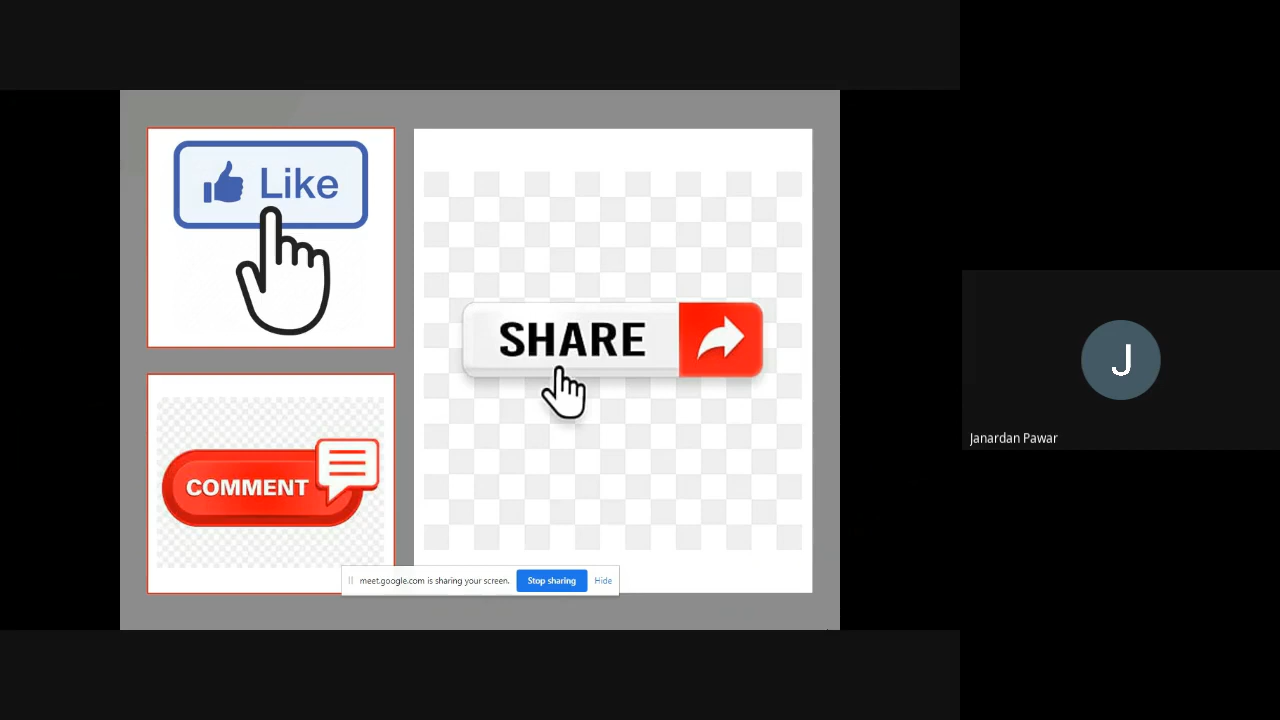 Like
SHARE
COMMENT
meet.google.com is sharing your screen. Stop sharing Hide
J
Janardan Pawar